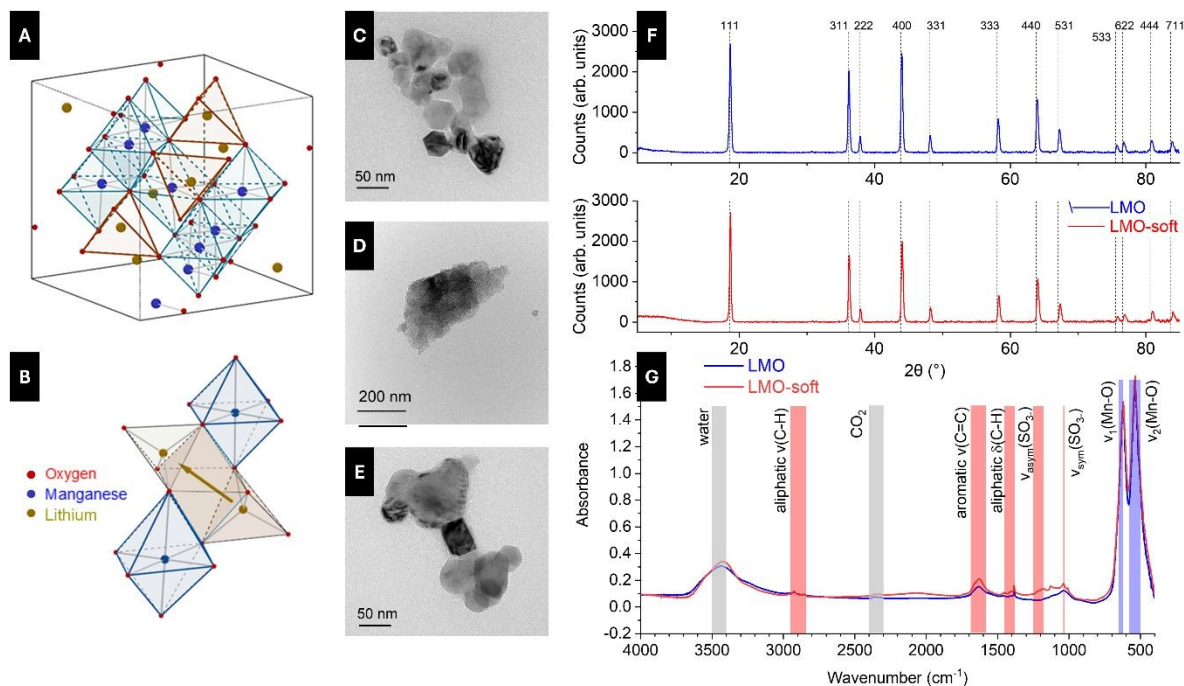 A
B
Oxygen
Manganese
Lithium
C
50 nm
D
200 nm
E
50 nm
F
111
311
222
400
331
333
440
531
533
622
444
711
Counts (arb. units)
3000
2000
1000
0
20
40
60
80
LMO
Counts (arb. units)
3000
2000
1000
0
LMO
LMO-soft
20
40
60
80
2θ (°)
G
LMO
LMO-soft
water
aliphatic ν(C-H)
CO2
aromatic ν(C=C)
aliphatic δ(C-H)
νasym(SO3-)
νsym(SO3-)
ν1(Mn-O)
ν2(Mn-O)
Absorbance
1.8
1.6
1.4
1.2
1.0
0.8
0.6
0.4
0.2
0.0
-0.2
4000
3500
3000
2500
2000
1500
1000
500
Wavenumber (cm-1)